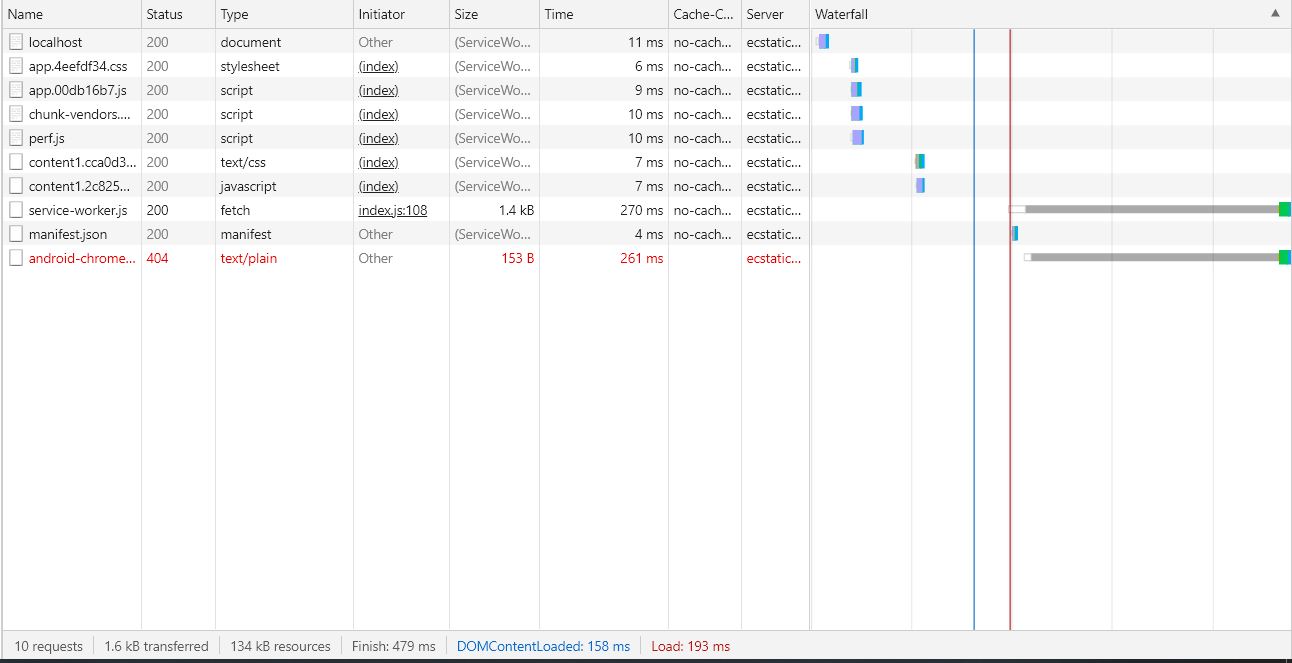 Name Status Type Initiator Size Time Cache-C... Server Waterfall
localhost 200 document Other (ServiceWo... 11 ms no-cach... ecstatic...
app.4eefdf34.css 200 stylesheet (index) (ServiceWo... 6 ms no-cach... ecstatic...
app.00db16b7.js 200 script (index) (ServiceWo... 9 ms no-cach... ecstatic...
chunk-vendors.... 200 script (index) (ServiceWo... 10 ms no-cach... ecstatic...
perf.js 200 script (index) (ServiceWo... 10 ms no-cach... ecstatic...
content1.cca0d3... 200 text/css (index) (ServiceWo... 7 ms no-cach... ecstatic...
content1.2c825... 200 javascript (index) (ServiceWo... 7 ms no-cach... ecstatic...
service-worker.js 200 fetch index.js:108 1.4 kB 270 ms no-cach... ecstatic...
manifest.json 200 manifest Other (ServiceWo... 4 ms no-cach... ecstatic...
android-chrome... 404 text/plain Other 153 B 261 ms ecstatic...
10 requests 1.6 kB transferred 134 kB resources Finish: 479 ms DOMContentLoaded: 158 ms Load: 193 ms